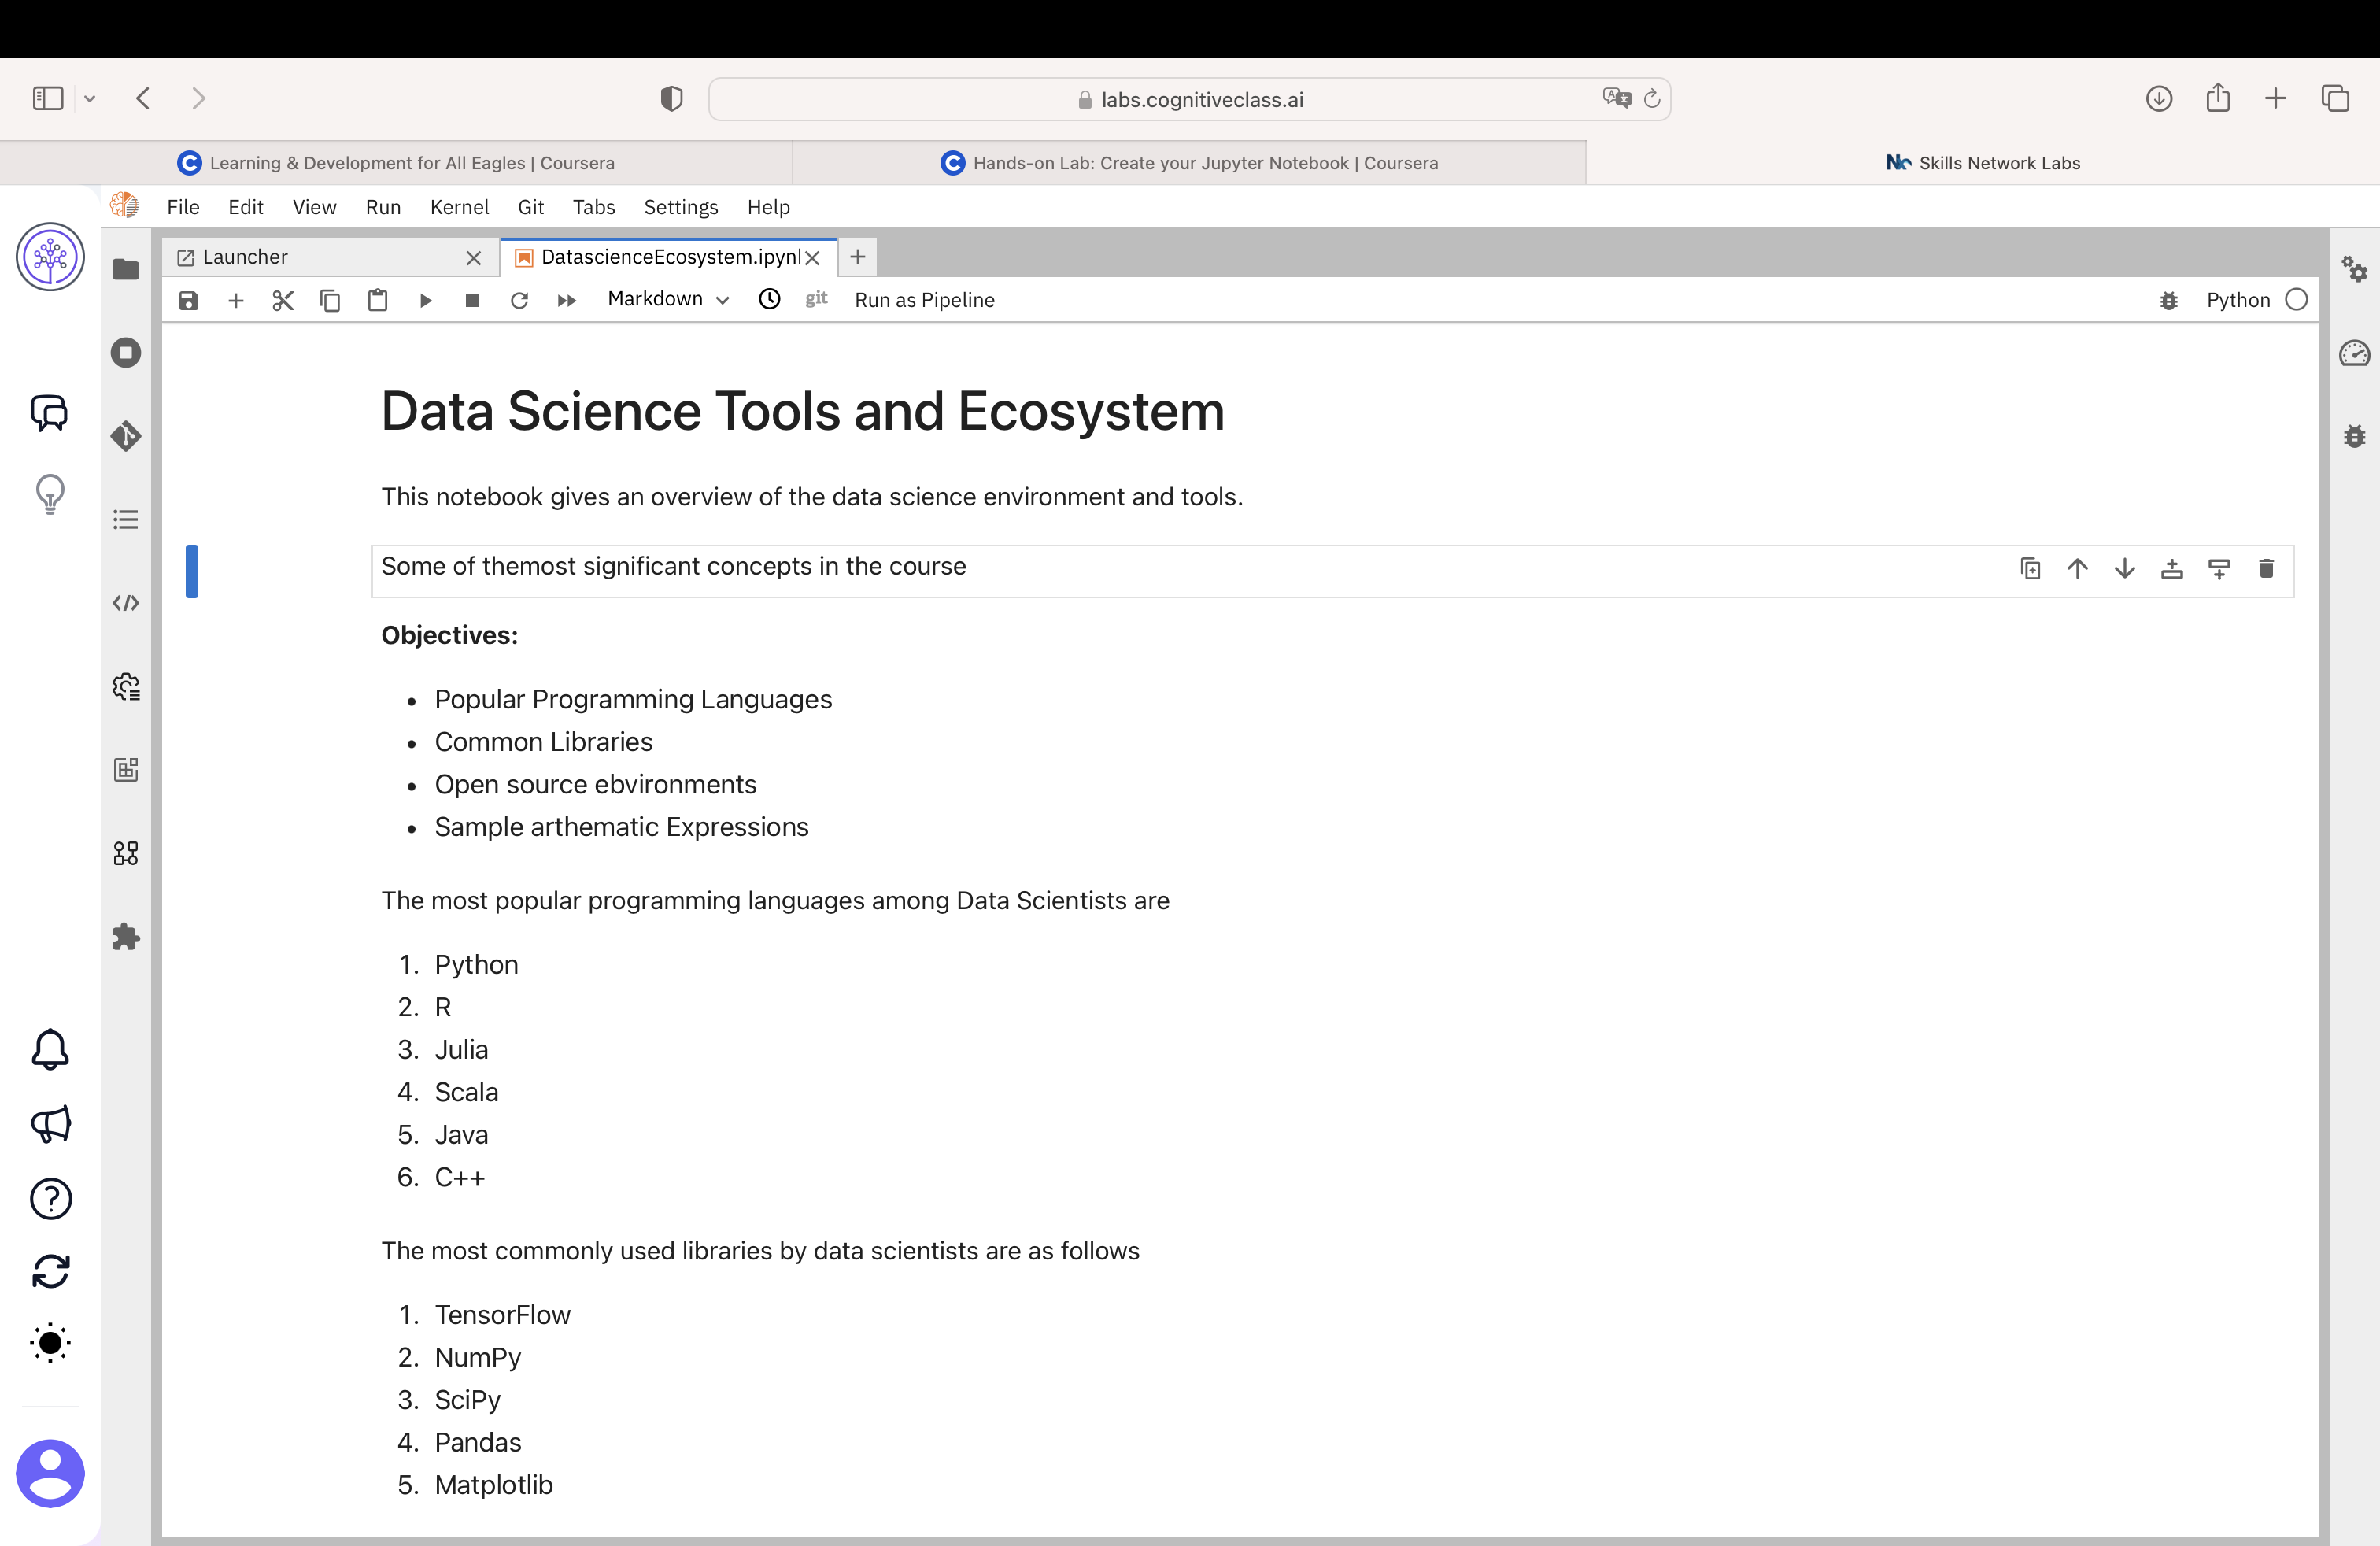 labs.cognitiveclass.ai
Learning & Development for All Eagles | Coursera
Hands-on Lab: Create your Jupyter Notebook | Coursera
Skills Network Labs
File Edit View Run Kernel Git Tabs Settings Help
Launcher
DatascienceEcosystem.ipynl
Markdown
git
Run as Pipeline
Python
Data Science Tools and Ecosystem
This notebook gives an overview of the data science environment and tools.
Some of themost significant concepts in the course
Objectives:
• Popular Programming Languages
• Common Libraries
• Open source ebvironments
• Sample arthematic Expressions
The most popular programming languages among Data Scientists are
1. Python
2. R
3. Julia
4. Scala
5. Java
6. C++
The most commonly used libraries by data scientists are as follows
1. TensorFlow
2. NumPy
3. SciPy
4. Pandas
5. Matplotlib